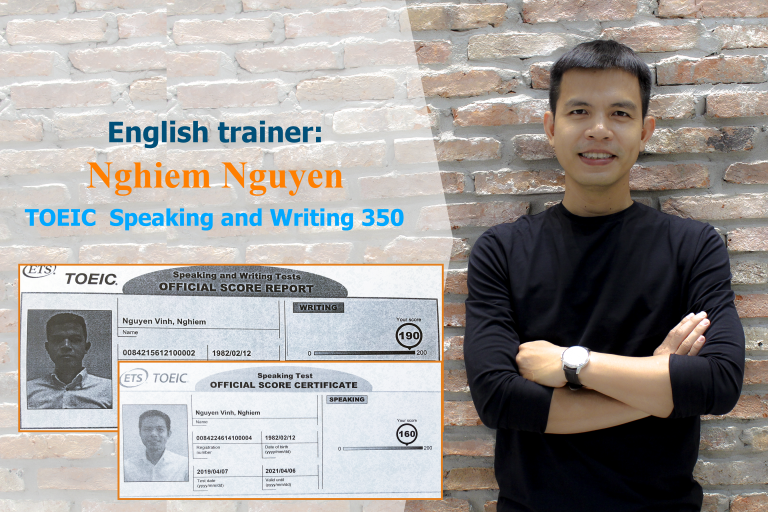 English trainer:
Nghiem Nguyen
TOEIC Speaking and Writing 350
ETS TOEIC.
Speaking and Writing Tests
OFFICIAL SCORE REPORT
Nguyen Vinh, Nghiem
Name
0084215612100002 1982/02/12
WRITING
Your score
190
0 200
ETS TOEIC
Speaking Test
OFFICIAL SCORE CERTIFICATE
Nguyen Vinh, Nghiem
Name
0084224614100004 1982/02/12
Registration number
Date of birth
(yyyy/mm/dd)
2019/04/07 2021/04/06
Test date
(yyyy/mm/dd)
Valid until
(yyyy/mm/dd)
SPEAKING
Your score
160
0 200